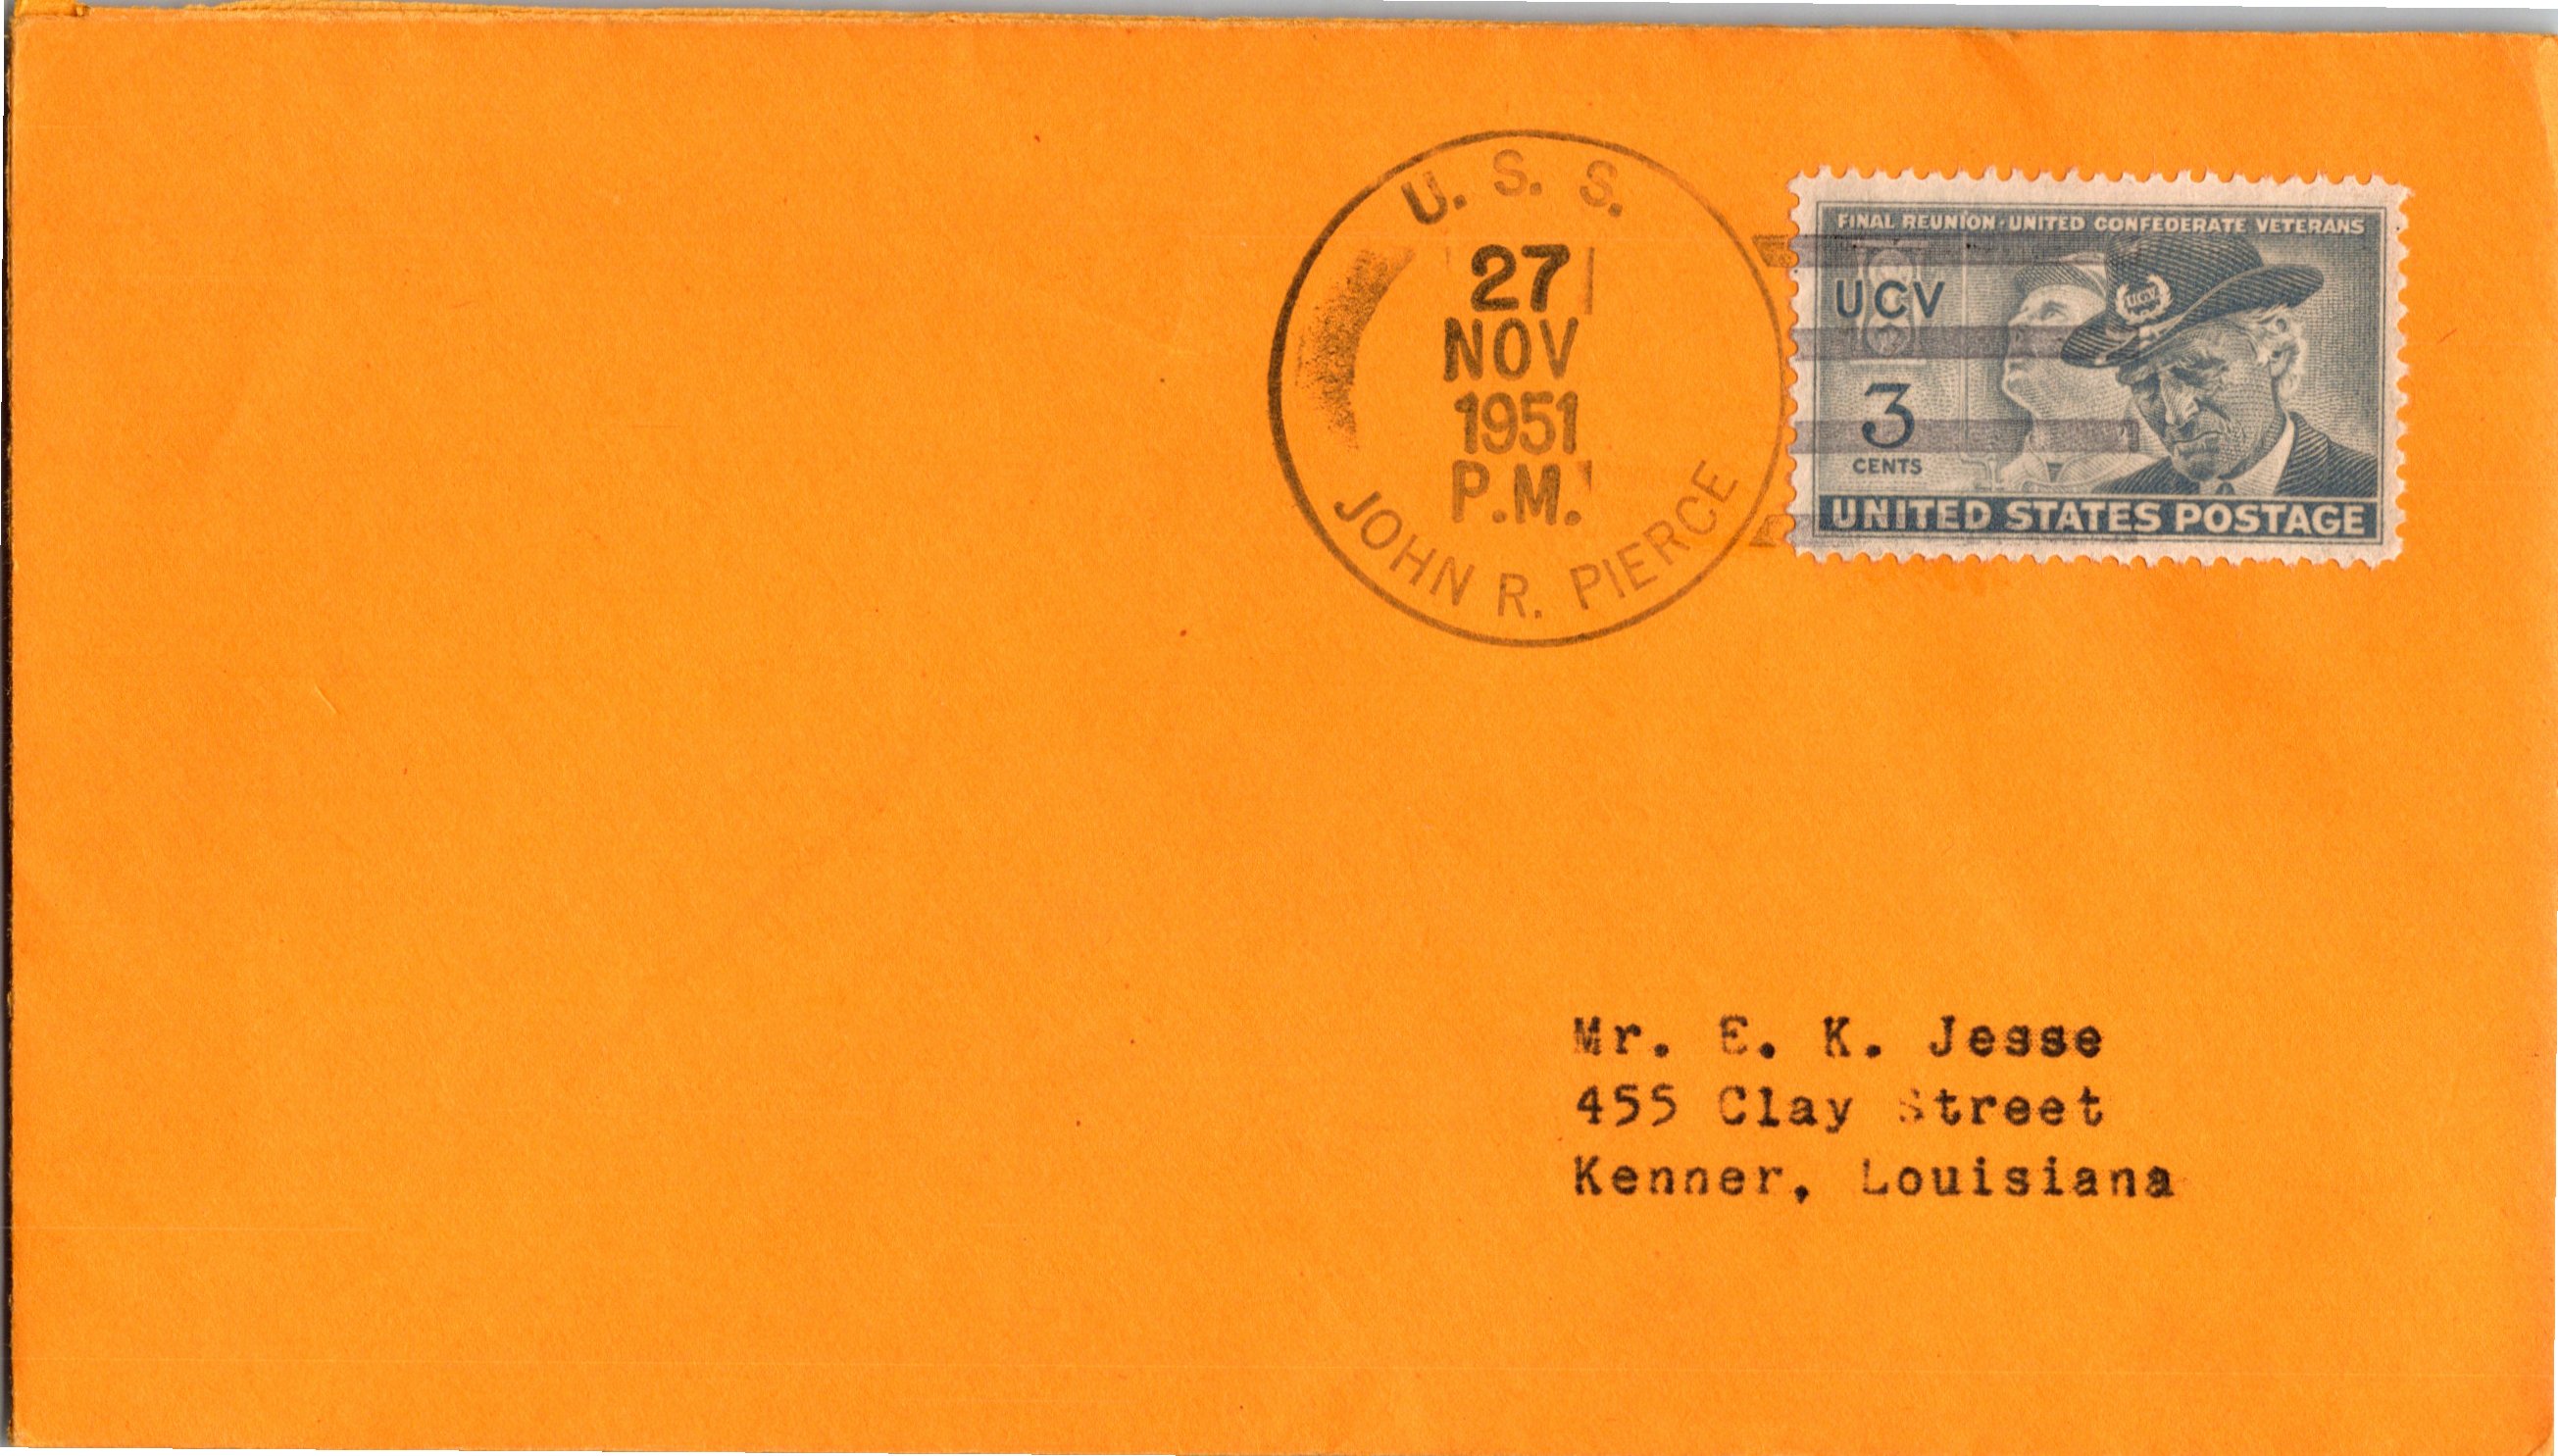 U. S. S.
27
NOV
1951
P.M.
JOHN R. PIERCE
FINAL REUNION · UNITED CONFEDERATE VETERANS
UCV
UCV
3
CENTS
UNITED STATES POSTAGE
Mr. E. K. Jesse
455 Clay Street
Kenner, Louisiana